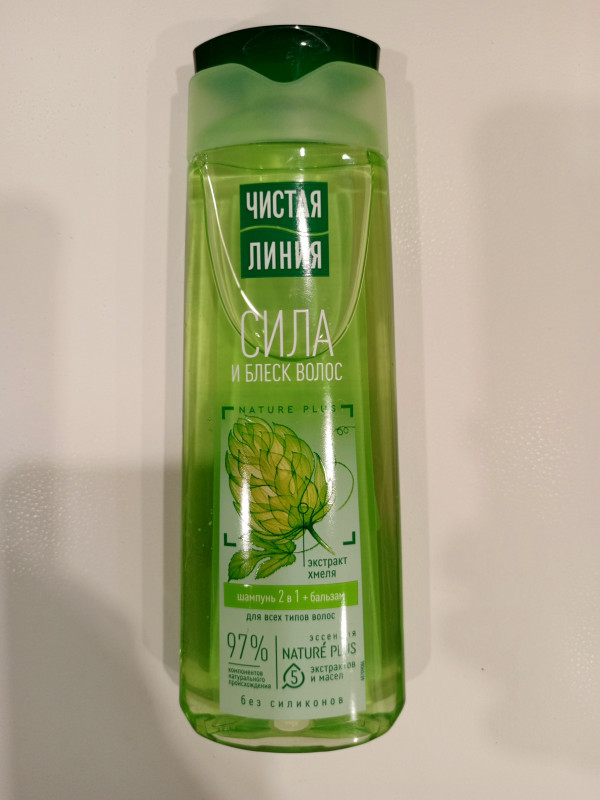 ЧИСТАЯ
ЛИНИЯ
СИЛА
И БЛЕСК ВОЛОС
NATURE PLUS
экстракт
хмеля
шампунь 2 в 1 + бальзам
для всех типов волос
97%
компонентов
натурального
происхождения
эссенция
NATURE PLUS
5 экстрактов
и масел
без силиконов